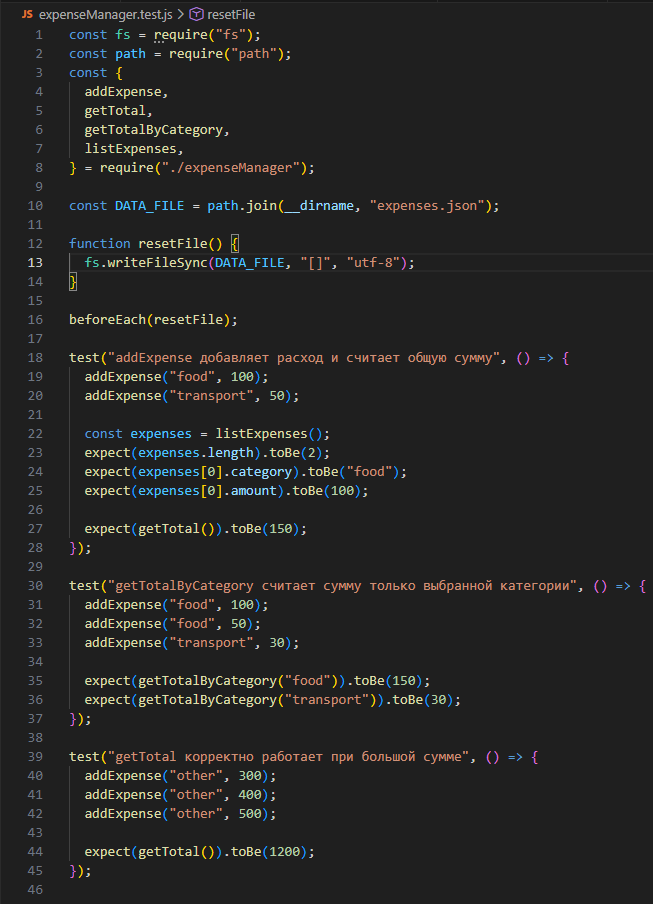 JS expenseManager.test.js > resetFile
1 const fs = require("fs");
2 const path = require("path");
3 const {
4 addExpense,
5 getTotal,
6 getTotalByCategory,
7 listExpenses,
8 } = require("./expenseManager");
9
10 const DATA_FILE = path.join(__dirname, "expenses.json");
11
12 function resetFile() {
13 fs.writeFileSync(DATA_FILE, "[]", "utf-8");
14 }
15
16 beforeEach(resetFile);
17
18 test("addExpense добавляет расход и считает общую сумму", () => {
19 addExpense("food", 100);
20 addExpense("transport", 50);
21
22 const expenses = listExpenses();
23 expect(expenses.length).toBe(2);
24 expect(expenses[0].category).toBe("food");
25 expect(expenses[0].amount).toBe(100);
26
27 expect(getTotal()).toBe(150);
28 });
29
30 test("getTotalByCategory считает сумму только выбранной категории", () => {
31 addExpense("food", 100);
32 addExpense("food", 50);
33 addExpense("transport", 30);
34
35 expect(getTotalByCategory("food")).toBe(150);
36 expect(getTotalByCategory("transport")).toBe(30);
37 });
38
39 test("getTotal корректно работает при большой сумме", () => {
40 addExpense("other", 300);
41 addExpense("other", 400);
42 addExpense("other", 500);
43
44 expect(getTotal()).toBe(1200);
45 });
46